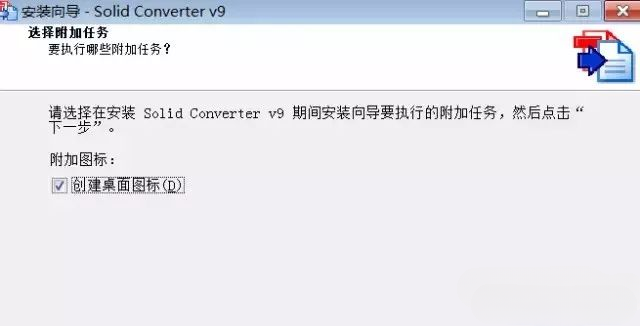 安装向导 - Solid Converter v9
选择附加任务
要执行哪些附加任务？
请选择在安装 Solid Converter v9 期间安装向导要执行的附加任务，然后点击“
下一步”。
附加图标：
创建桌面图标(D)